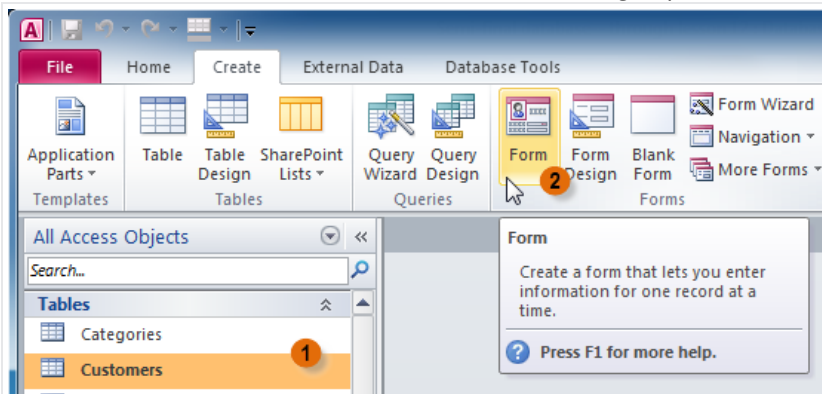 A
File Home Create External Data Database Tools
Application Parts
Table
Table Design
SharePoint Lists
Query Wizard
Query Design
Form
Form Design
Blank Form
Form Wizard
Navigation
More Forms
Templates Tables Queries Forms
2
All Access Objects
Search...
Tables
Categories
Customers
1
Form
Create a form that lets you enter
information for one record at a
time.
? Press F1 for more help.